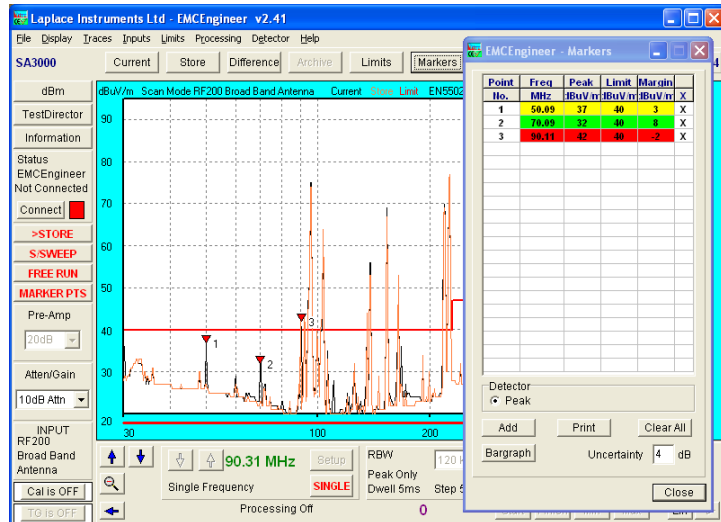 Laplace Instruments Ltd - EMCEngineer v2.41
File Display Traces Inputs Limits Processing Detector Help
SA3000 Current Store Difference Archive Limits Markers
dBm
TestDirector
Information
Status
EMCEngineer
Not Connected
Connect
>STORE
S/SWEEP
FREE RUN
MARKER PTS
Pre-Amp
20dB
Atten/Gain
10dB Attn
INPUT
RF200
Broad Band
Antenna
Cal is OFF
TG is OFF
dBuV/m Scan Mode RF200 Broad Band Antenna Current Store Limit EN5502
90
80
70
60
50
40
30
20
1
2
3
30 100 200
90.31 MHz Setup
Single Frequency SINGLE
RBW
120 k
Peak Only
Dwell 5ms Step 5
Processing Off 0
EMCEngineer - Markers
Point Freq Peak Limit Margin
No. MHz dBuV/m dBuV/m dBuV/m X
1 50.09 37 40 3 X
2 70.09 32 40 8 X
3 90.11 42 40 -2 X
Detector
Peak
Add Print Clear All
Bargraph Uncertainty 4 dB
Close
4